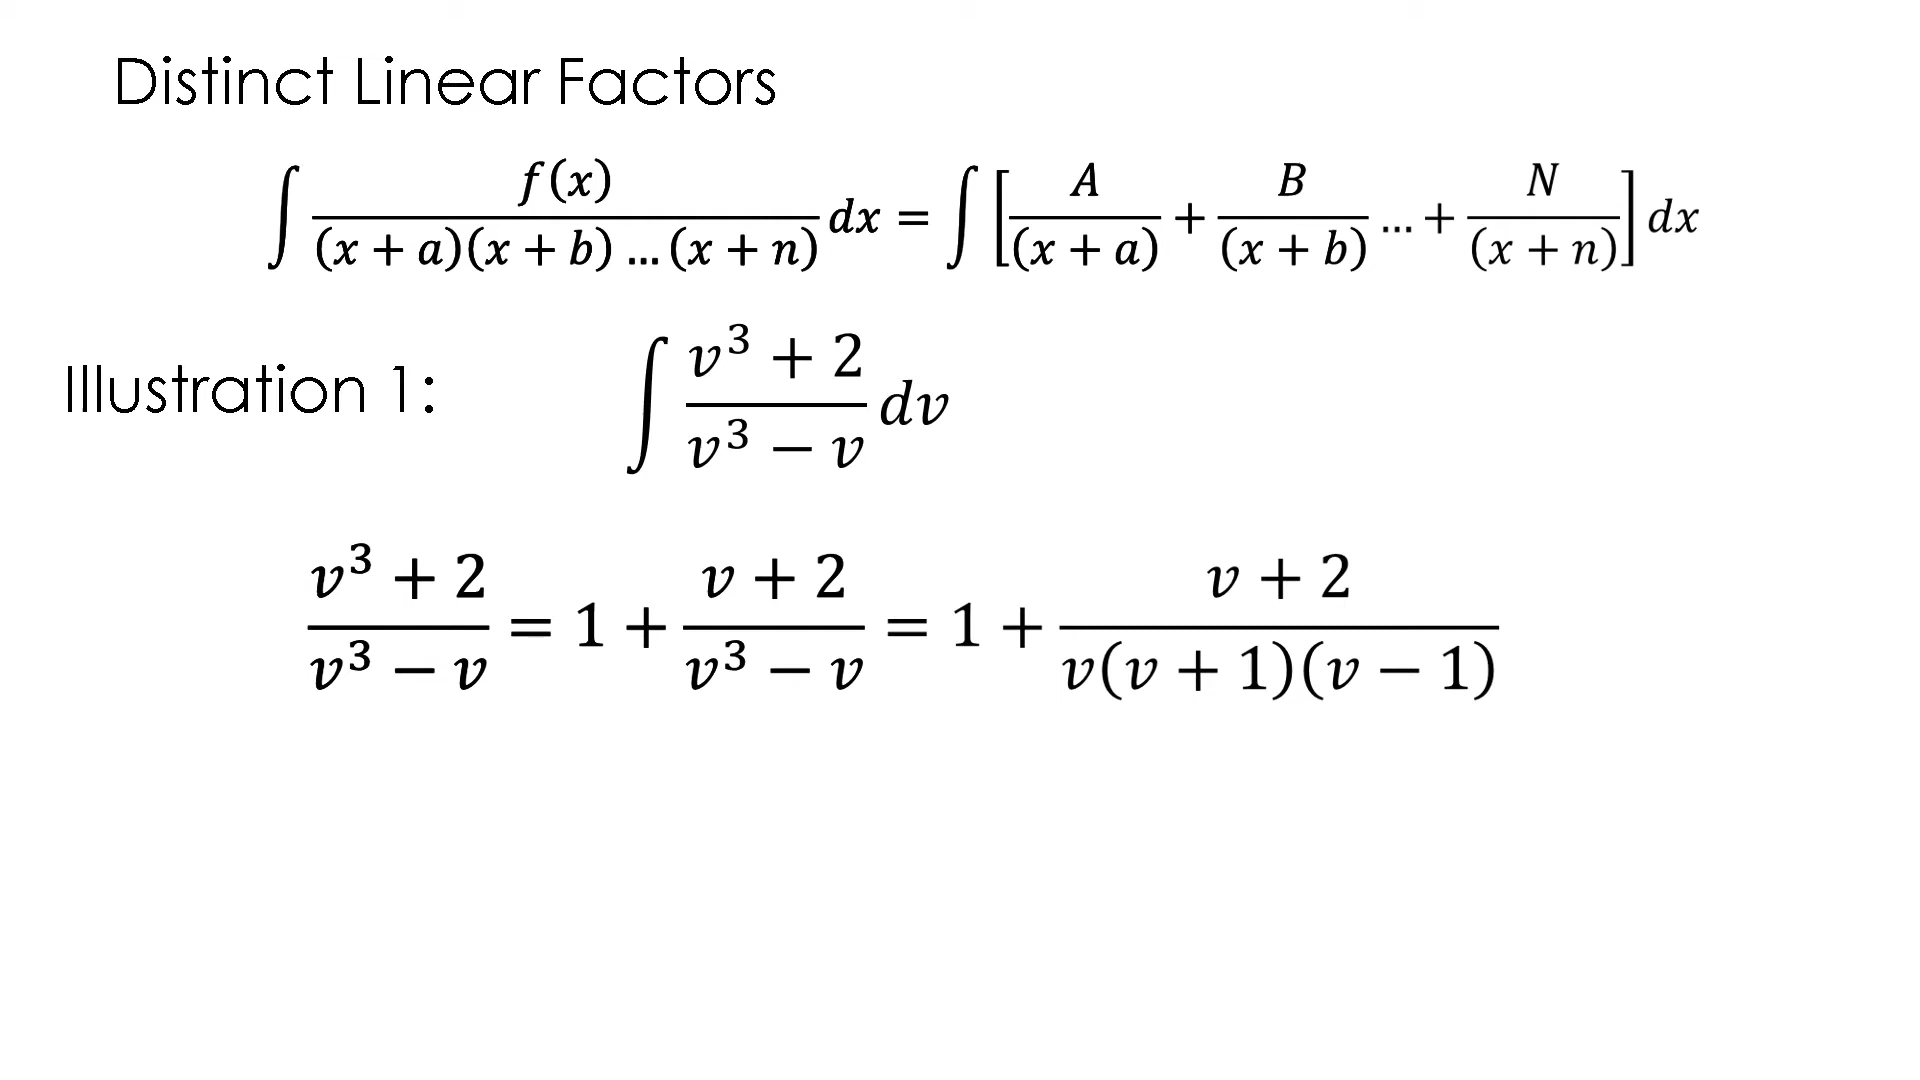 Distinct Linear Factors
∫ f(x)/((x + a)(x + b) … (x + n)) dx = ∫ [A/(x + a) + B/(x + b) … + N/(x + n)] dx
Illustration 1: ∫ (v³ + 2)/(v³ − v) dv
(v³ + 2)/(v³ − v) = 1 + (v + 2)/(v³ − v) = 1 + (v + 2)/(v(v + 1)(v − 1))